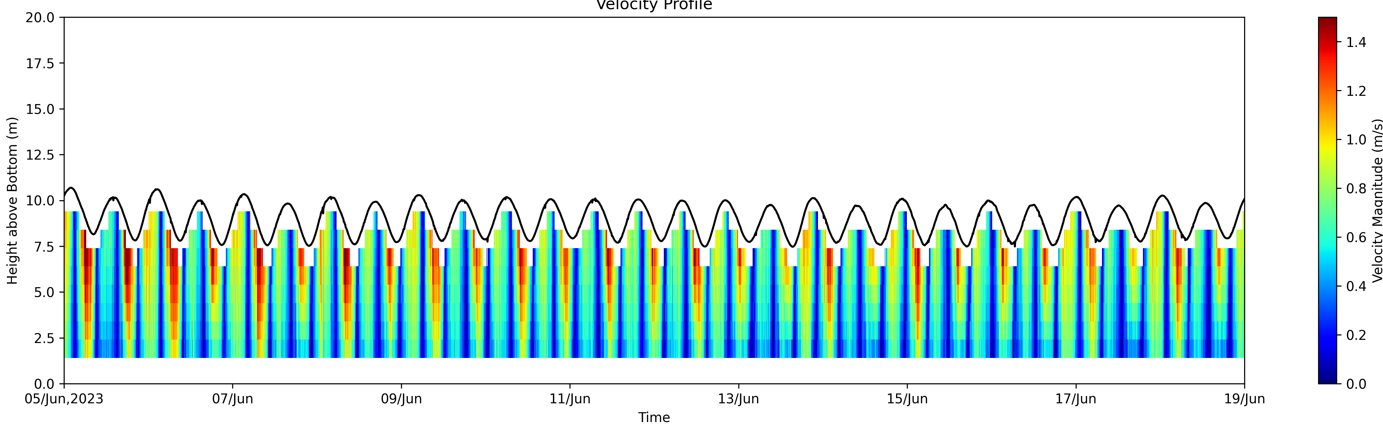 Velocity Profile
20.0
17.5
15.0
12.5
10.0
7.5
5.0
2.5
0.0
Height above Bottom (m)
05/Jun,2023
07/Jun
09/Jun
11/Jun
13/Jun
15/Jun
17/Jun
19/Jun
Time
1.4
1.2
1.0
0.8
0.6
0.4
0.2
0.0
Velocity Magnitude (m/s)